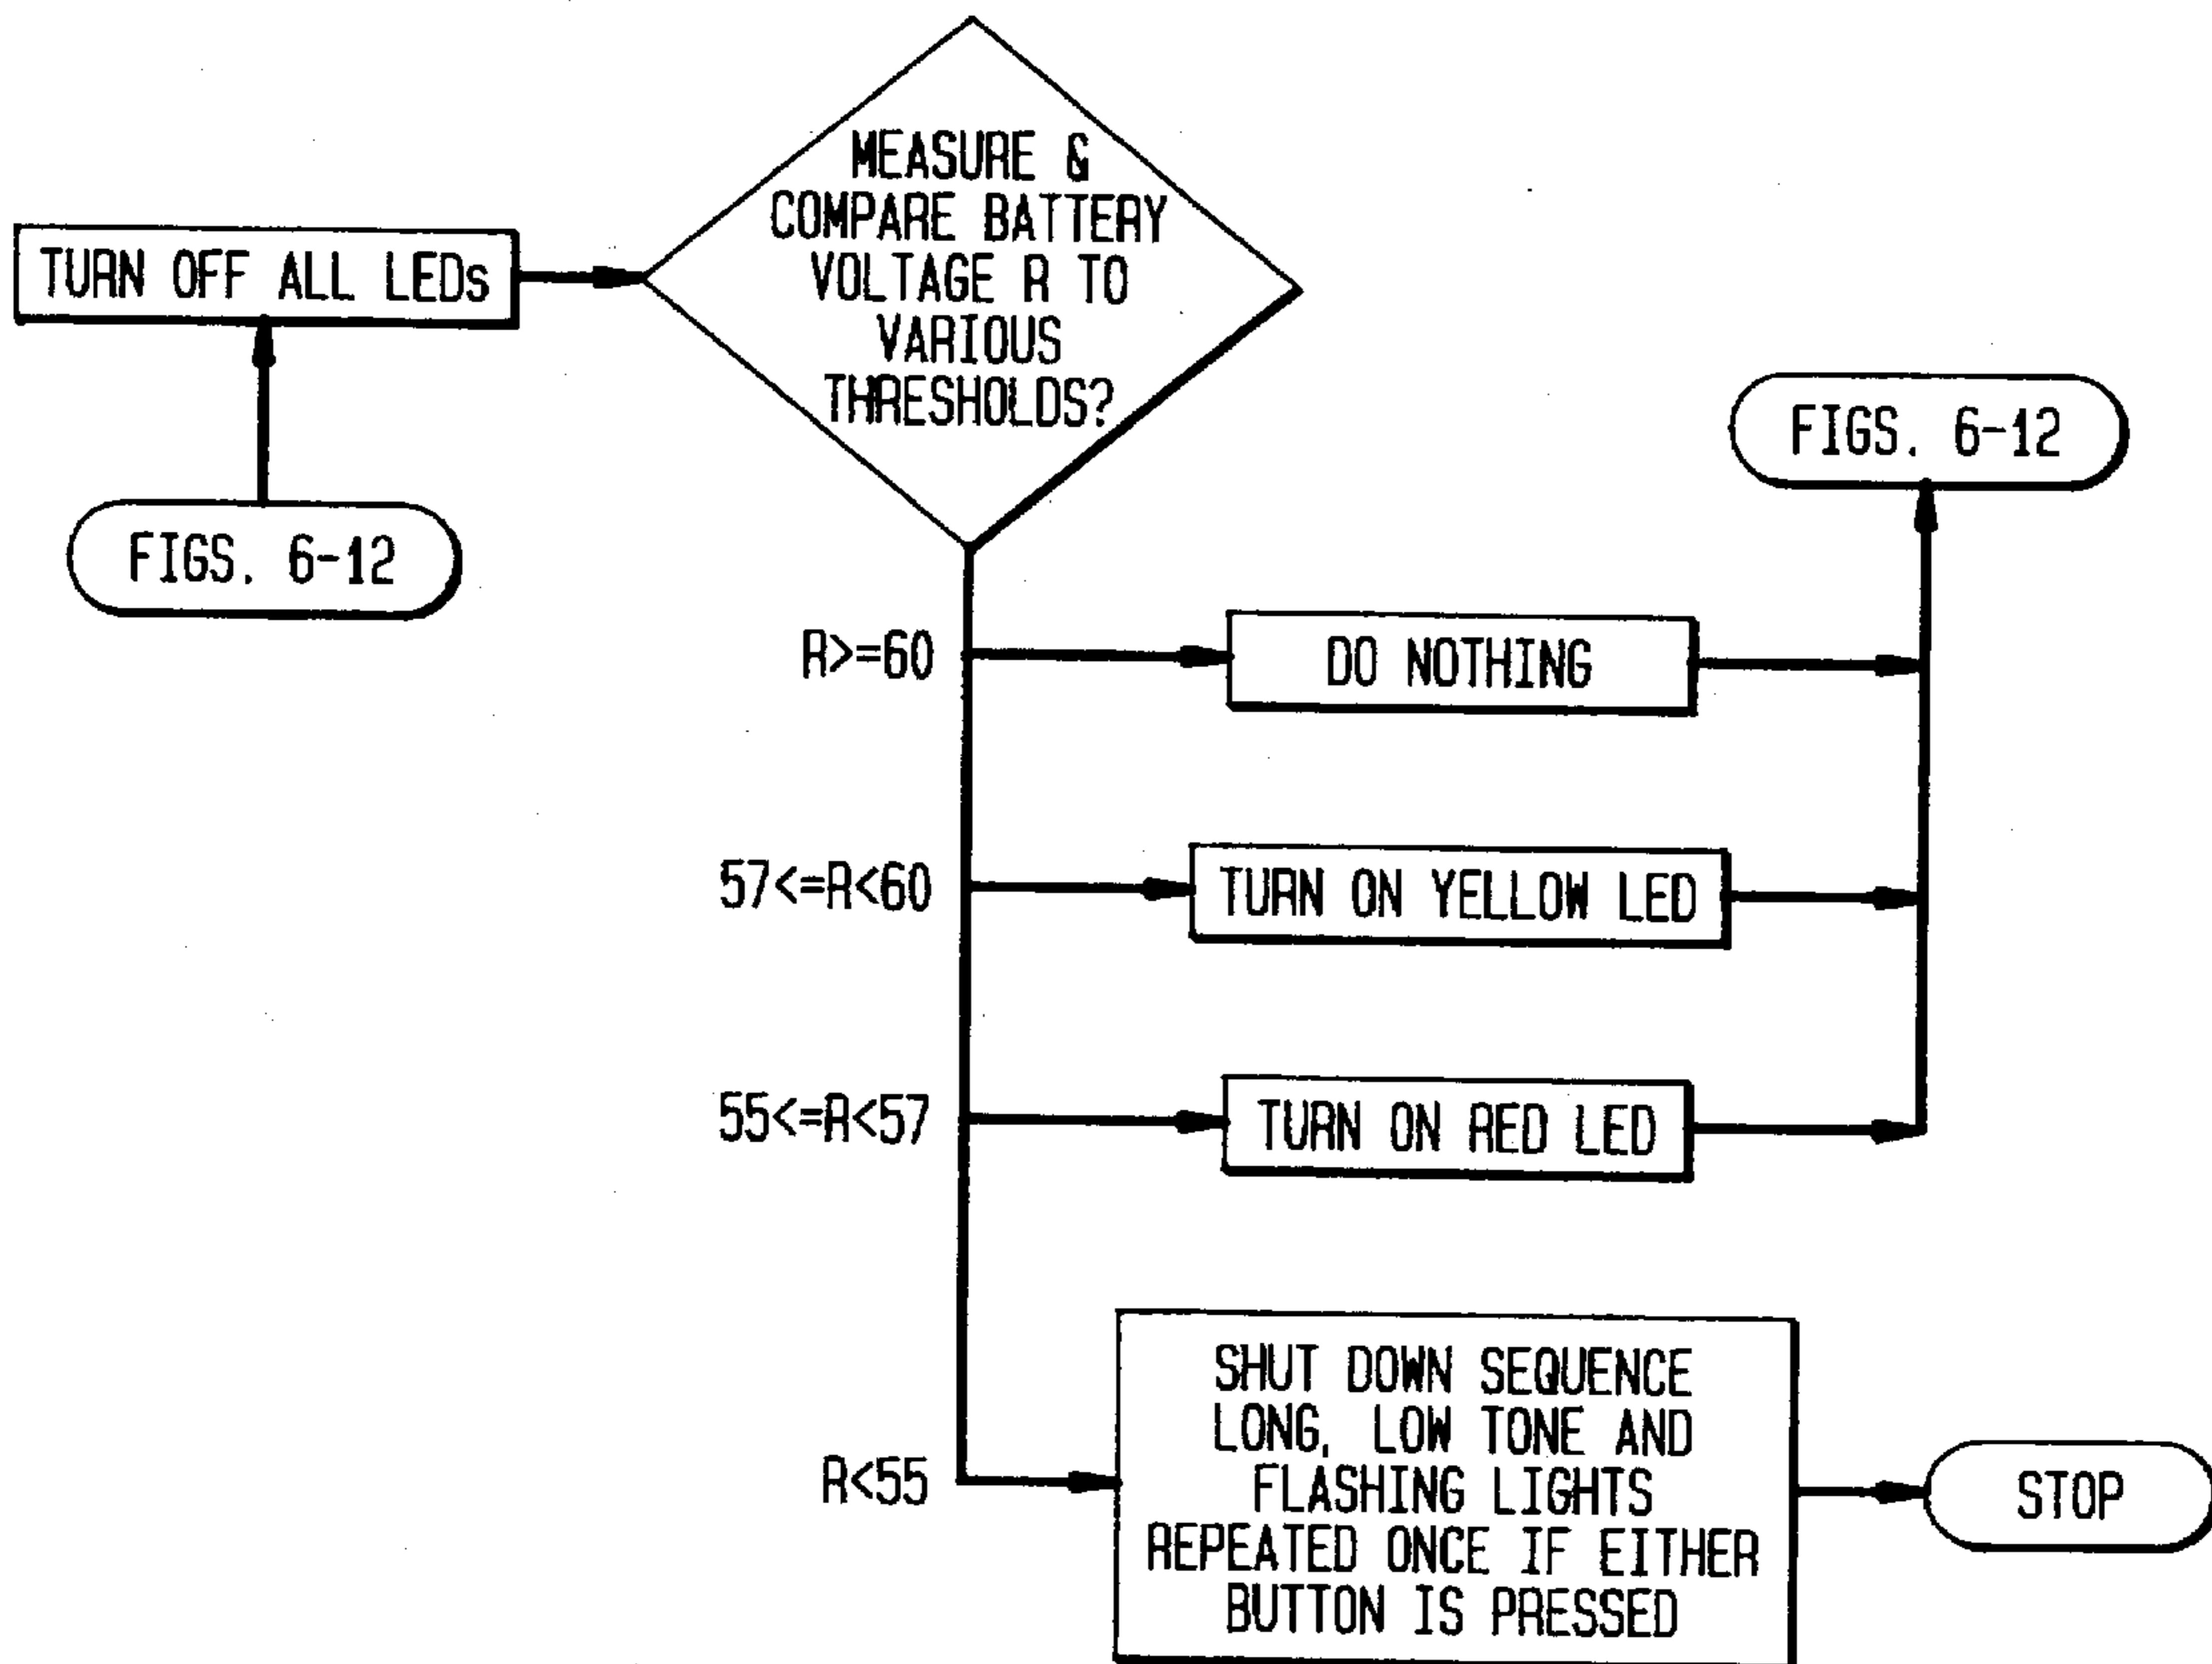 MEASURE &
COMPARE BATTERY
VOLTAGE R TO
VARIOUS
THRESHOLDS?
TURN OFF ALL LEDs
FIGS. 6-12
FIGS. 6-12
R>=60
DO NOTHING
57<=R<60
TURN ON YELLOW LED
55<=R<57
TURN ON RED LED
R<55
SHUT DOWN SEQUENCE
LONG, LOW TONE AND
FLASHING LIGHTS
REPEATED ONCE IF EITHER
BUTTON IS PRESSED
STOP